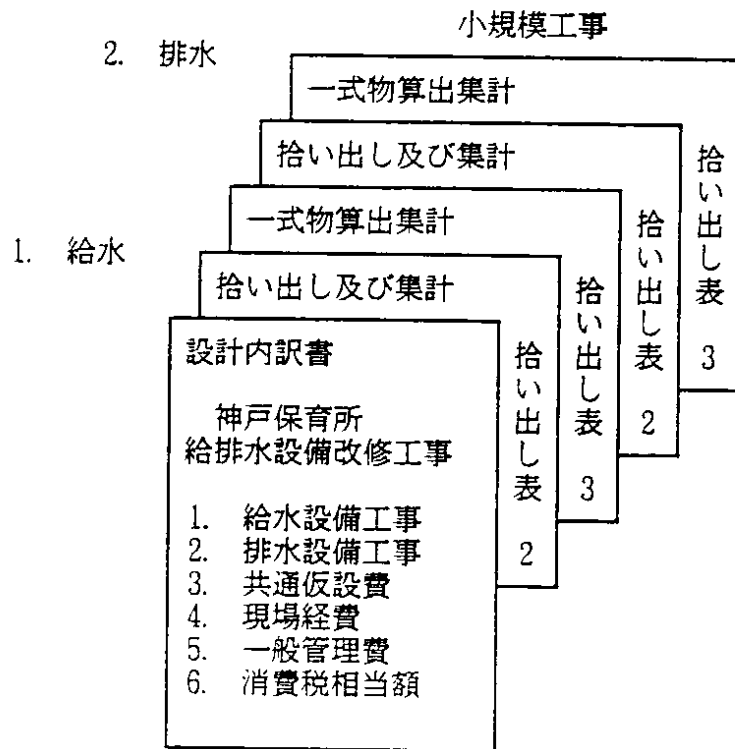 小規模工事
2. 排水
一式物算出集計
拾い出し表 3
拾い出し及び集計
拾い出し表 2
1. 給水
一式物算出集計
拾い出し表 3
拾い出し及び集計
拾い出し表 2
設計内訳書
神戸保育所
給排水設備改修工事
1. 給水設備工事
2. 排水設備工事
3. 共通仮設費
4. 現場経費
5. 一般管理費
6. 消費税相当額